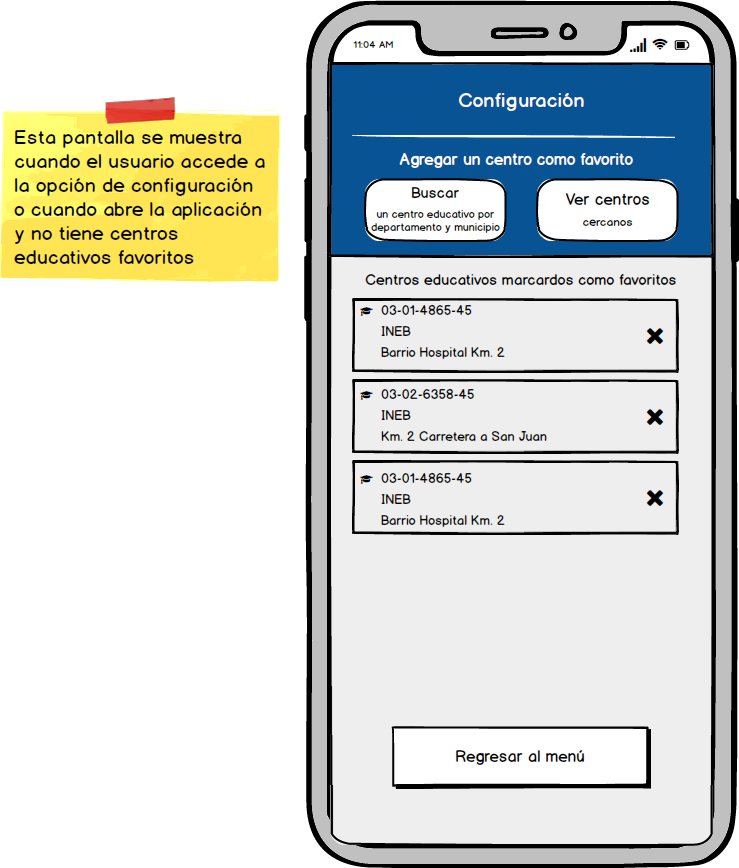 Esta pantalla se muestra
cuando el usuario accede a
la opción de configuración
o cuando abre la aplicación
y no tiene centros
educativos favoritos
11:04 AM
Configuración
Agregar un centro como favorito
Buscar
un centro educativo por
departamento y municipio
Ver centros
cercanos
Centros educativos marcardos como favoritos
03-01-4865-45
INEB
Barrio Hospital Km. 2
03-02-6358-45
INEB
Km. 2 Carretera a San Juan
03-01-4865-45
INEB
Barrio Hospital Km. 2
Regresar al menú